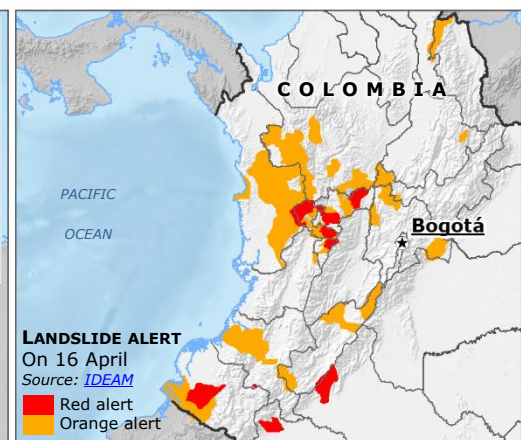 COLOMBIA
PACIFIC
OCEAN
Bogotá
LANDSLIDE ALERT
On 16 April
Source: IDEAM
Red alert
Orange alert